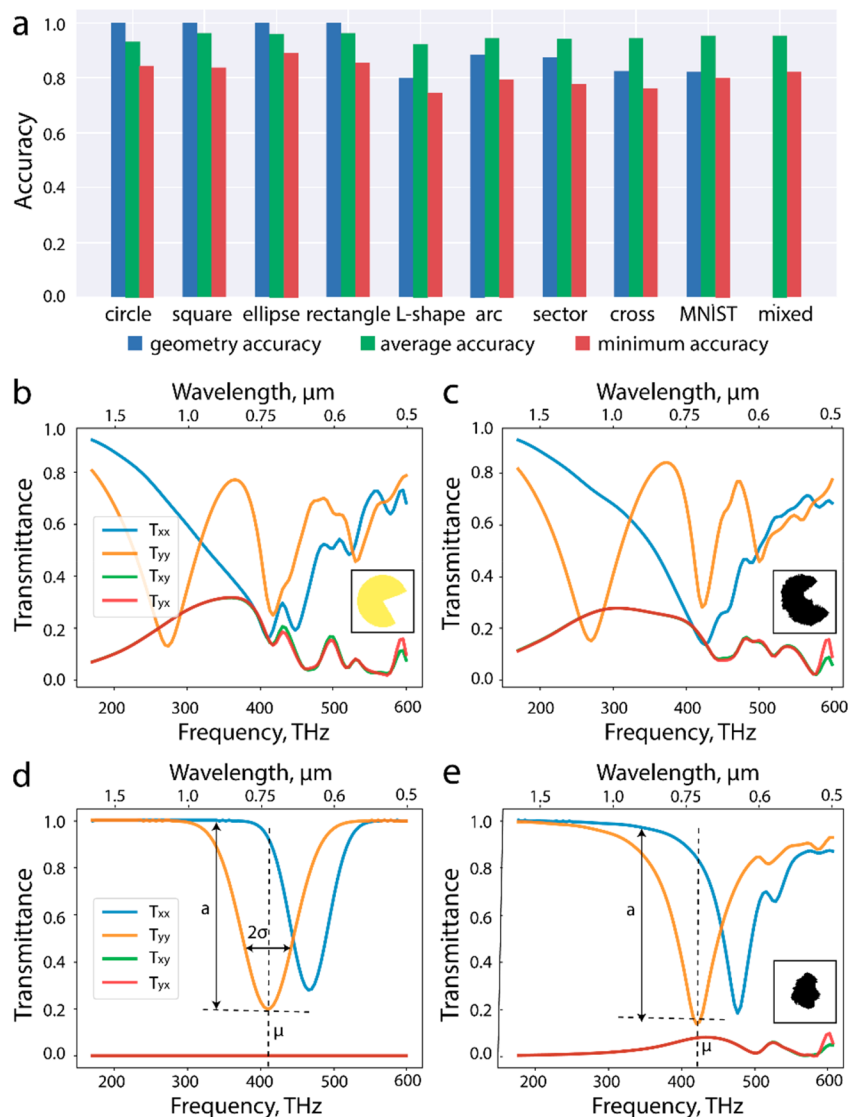 a
1.0
0.8
0.6
0.4
0.2
0.0
Accuracy
circle square ellipse rectangle L-shape arc sector cross MNIST mixed
geometry accuracy average accuracy minimum accuracy
b
Wavelength, μm
1.5 1.0 0.75 0.6 0.5
1.0
0.8
0.6
0.4
0.2
0.0
Transmittance
Txx
Tyy
Txy
Tyx
200 300 400 500 600
Frequency, THz
c
Wavelength, μm
1.5 1.0 0.75 0.6 0.5
1.0
0.8
0.6
0.4
0.2
0.0
Transmittance
200 300 400 500 600
Frequency, THz
d
Wavelength, μm
1.5 1.0 0.75 0.6 0.5
1.0
0.8
0.6
0.4
0.2
0.0
Transmittance
a
2σ
μ
Txx
Tyy
Txy
Tyx
200 300 400 500 600
Frequency, THz
e
Wavelength, μm
1.5 1.0 0.75 0.6 0.5
1.0
0.8
0.6
0.4
0.2
0.0
Transmittance
a
μ
200 300 400 500 600
Frequency, THz